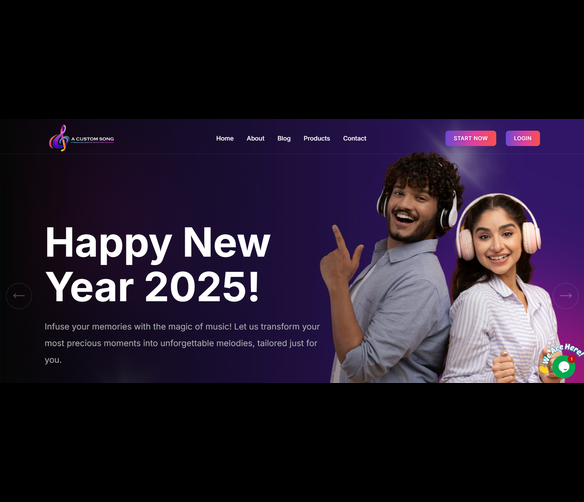 A CUSTOM SONG
Home About Blog Products Contact
START NOW LOGIN
Happy New
Year 2025!
Infuse your memories with the magic of music! Let us transform your
most precious moments into unforgettable melodies, tailored just for
you.
We Are Here!
1